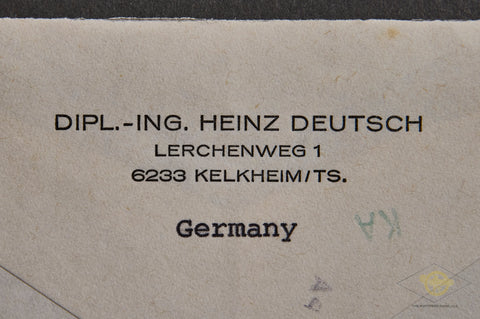 DIPL.-ING. HEINZ DEUTSCH
LERCHENWEG 1
6233 KELKHEIM/TS.
Germany